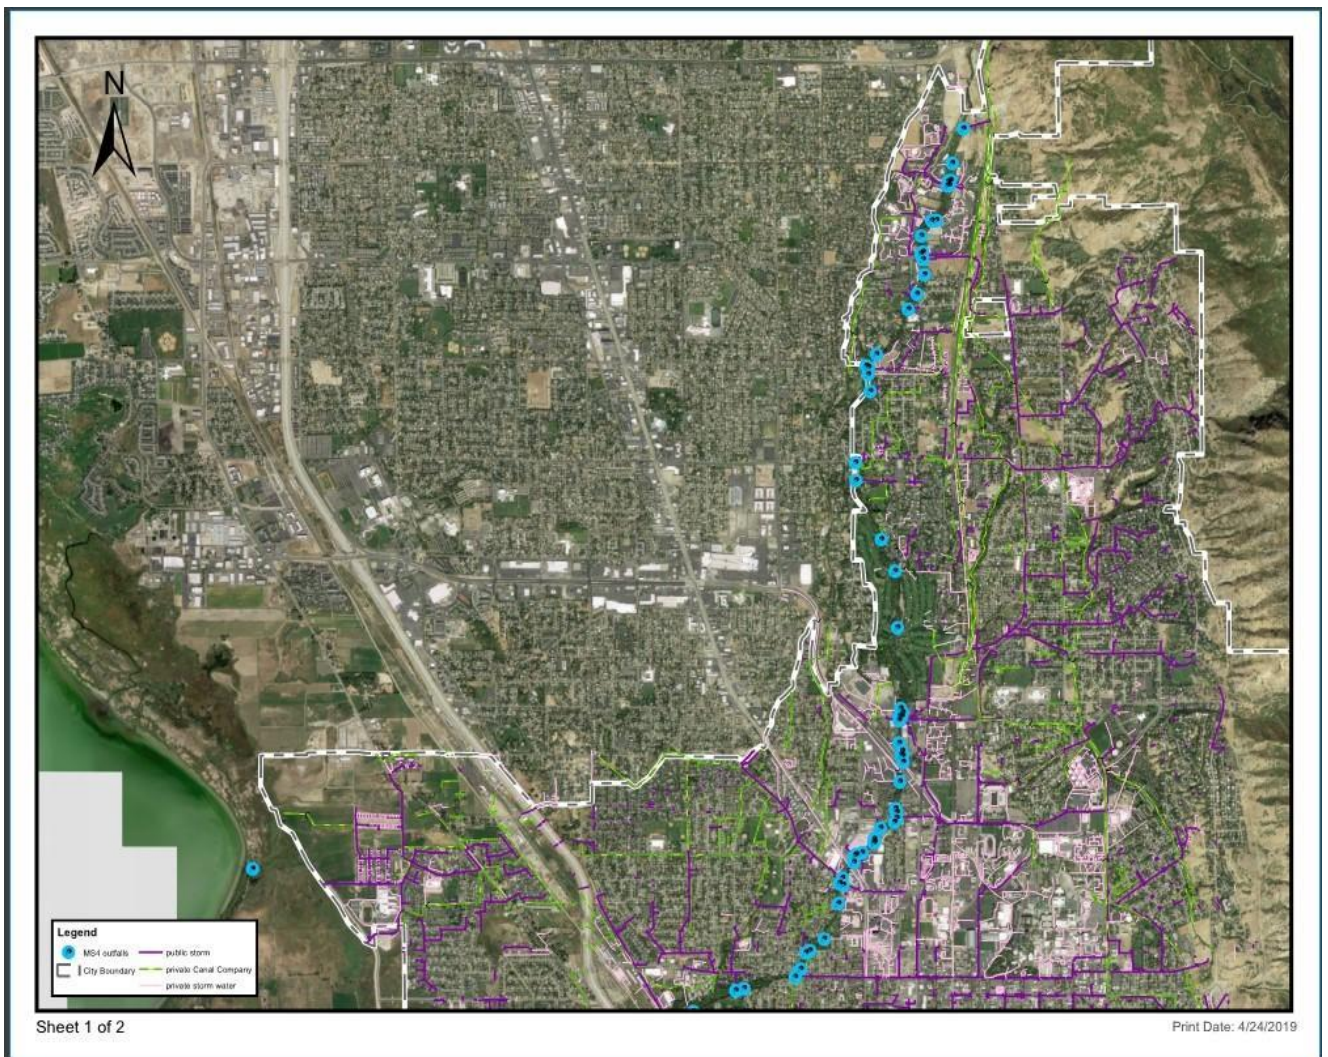 N
Legend
MS4 outfalls
public storm
City Boundary
private Canal Company
private storm water
Sheet 1 of 2
Print Date: 4/24/2019